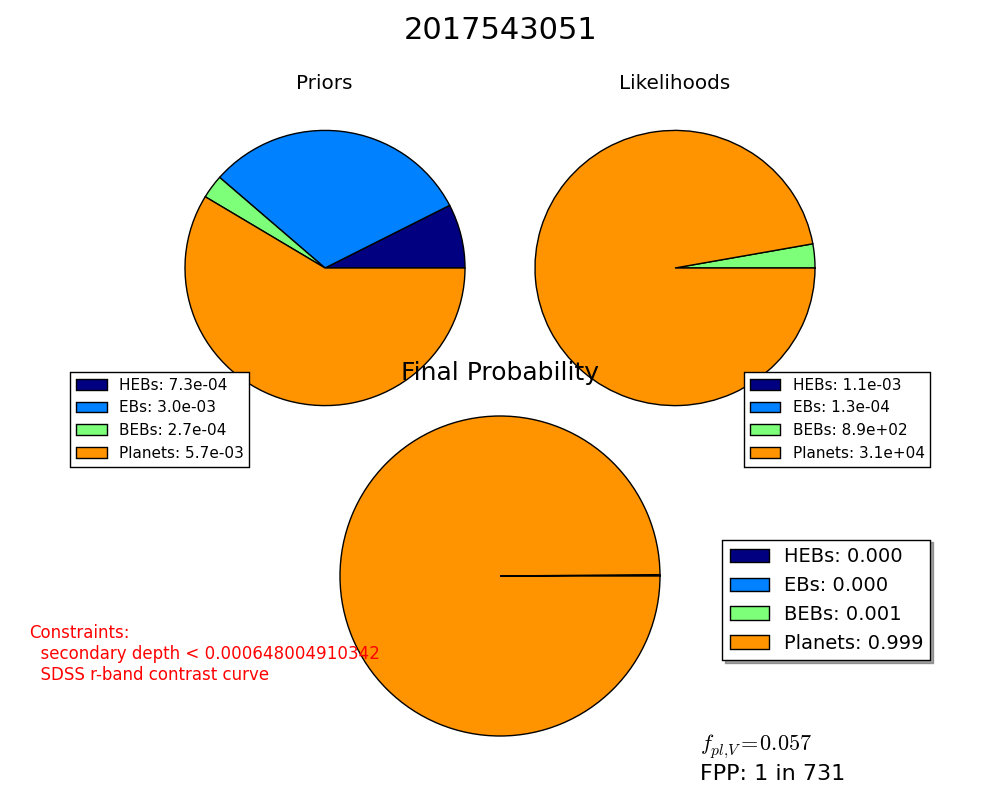 2017543051
Priors
Likelihoods
Final Probability
HEBs: 7.3e-04
EBs: 3.0e-03
BEBs: 2.7e-04
Planets: 5.7e-03
HEBs: 1.1e-03
EBs: 1.3e-04
BEBs: 8.9e+02
Planets: 3.1e+04
HEBs: 0.000
EBs: 0.000
BEBs: 0.001
Planets: 0.999
Constraints:
secondary depth < 0.000648004910342
SDSS r-band contrast curve
f_{pl,V}=0.057
FPP: 1 in 731